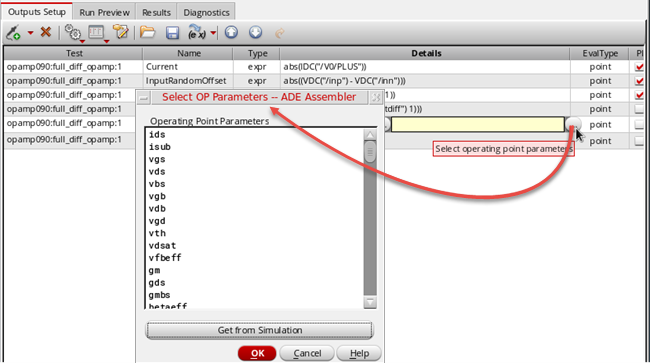 Outputs Setup Run Preview Results Diagnostics
(e x)
Test Name Type Details EvalType Pl
opamp090:full_diff_opamp:1 Current expr abs(IDC("/V0/PLUS")) point
opamp090:full_diff_opamp:1 InputRandomOffset expr abs((VDC("/inp") - VDC("/inn"))) point
opamp090:full_diff_opamp:1 1)) point
opamp090:full_diff_opamp:1 tdiff") 1))) point
opamp090:full_diff_opamp:1 point
opamp090:full_diff_opamp:1 point
Select operating point parameters
Select OP Parameters -- ADE Assembler
Operating Point Parameters
ids
isub
vgs
vds
vbs
vgb
vdb
vgd
vth
vdsat
vfbeff
gm
gds
gmbs
betaeff
Get from Simulation
OK Cancel Help